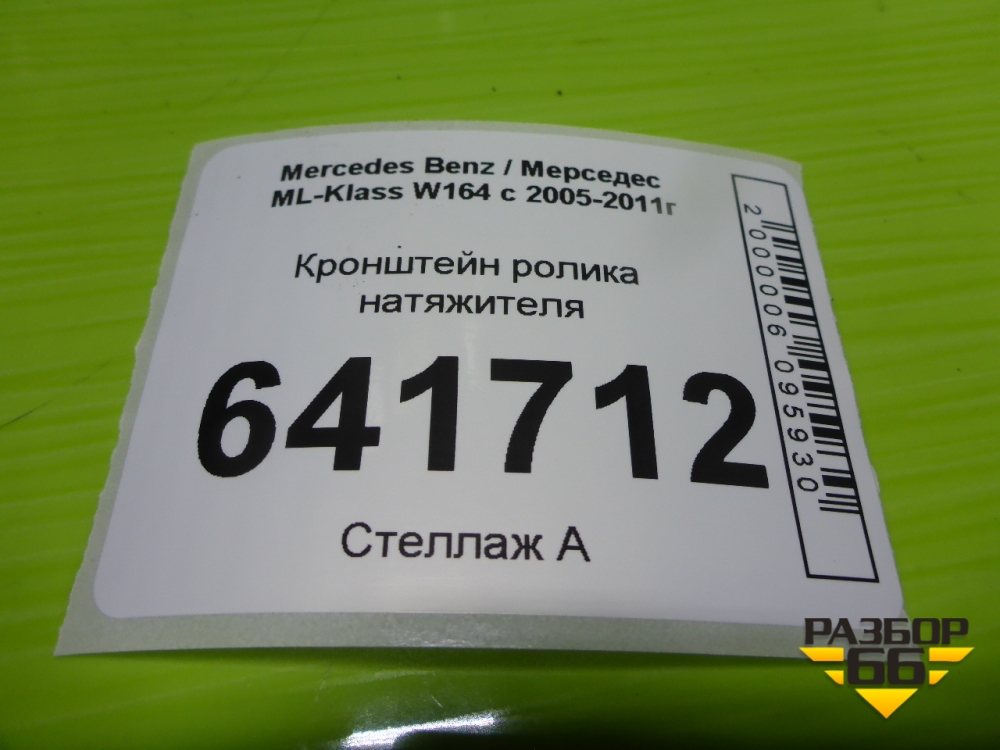 Mercedes Benz / Мерседес
ML-Klass W164 с 2005-2011г
Кронштейн ролика
натяжителя
641712
Стеллаж А
2000006095930
РАЗБОР
66